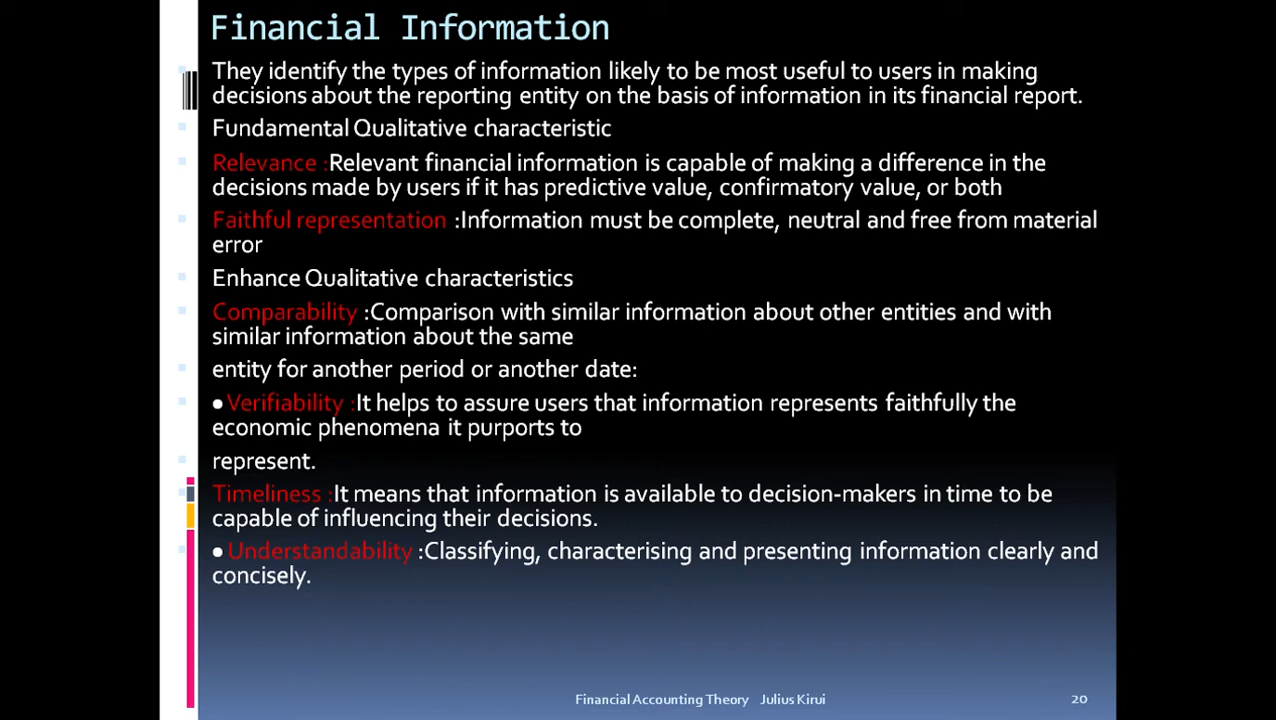 Financial Information
They identify the types of information likely to be most useful to users in making
decisions about the reporting entity on the basis of information in its financial report.
Fundamental Qualitative characteristic
Relevance :Relevant financial information is capable of making a difference in the
decisions made by users if it has predictive value, confirmatory value, or both
Faithful representation :Information must be complete, neutral and free from material
error
Enhance Qualitative characteristics
Comparability :Comparison with similar information about other entities and with
similar information about the same
entity for another period or another date:
● Verifiability :It helps to assure users that information represents faithfully the
economic phenomena it purports to
represent.
Timeliness :It means that information is available to decision-makers in time to be
capable of influencing their decisions.
● Understandability :Classifying, characterising and presenting information clearly and
concisely.
Financial Accounting Theory Julius Kirui 20